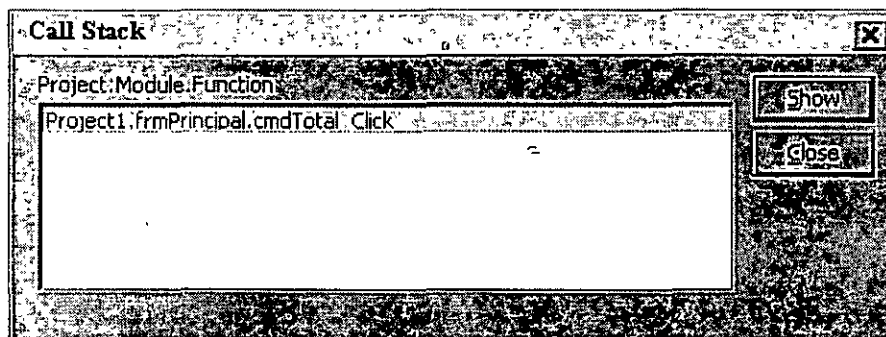 Call Stack
Project.Module.Function
Show
Project1.frmPrincipal.cmdTotal_Click
Close